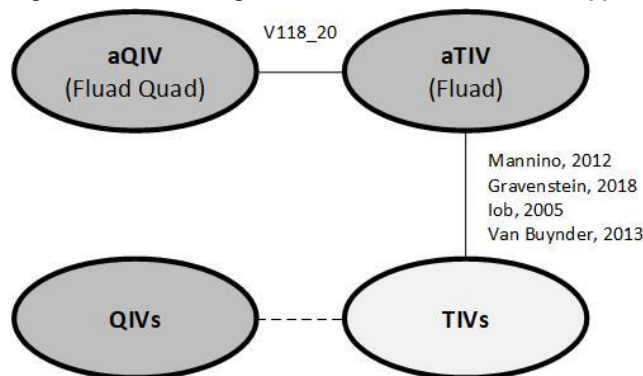 V118_20
aQIV
(Fluad Quad)
aTIV
(Fluad)
Mannino, 2012
Gravenstein, 2018
Iob, 2005
Van Buynder, 2013
QIVs
TIVs